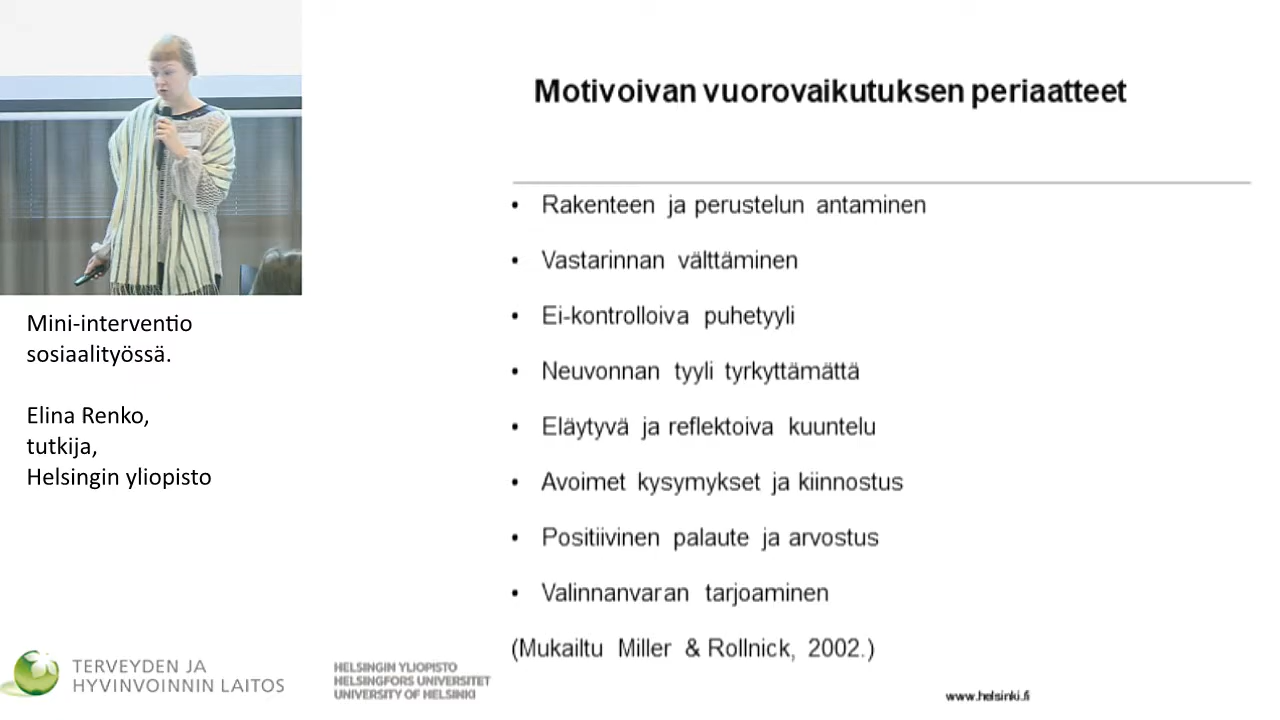 Motivoivan vuorovaikutuksen periaatteet
• Rakenteen ja perustelun antaminen
• Vastarinnan välttäminen
• Ei-kontrolloiva puhetyyli
• Neuvonnan tyyli tyrkyttämättä
• Eläytyvä ja reflektoiva kuuntelu
• Avoimet kysymykset ja kiinnostus
• Positiivinen palaute ja arvostus
• Valinnanvaran tarjoaminen
(Mukailtu Miller & Rollnick, 2002.)
Mini-interventio
sosiaalityössä.
Elina Renko,
tutkija,
Helsingin yliopisto
TERVEYDEN JA
HYVINVOINNIN LAITOS
HELSINGIN YLIOPISTO
HELSINGFORS UNIVERSITET
UNIVERSITY OF HELSINKI
www.helsinki.fi